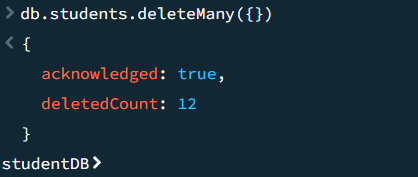 > db.students.deleteMany({})
< {
acknowledged: true,
deletedCount: 12
}
studentDB>